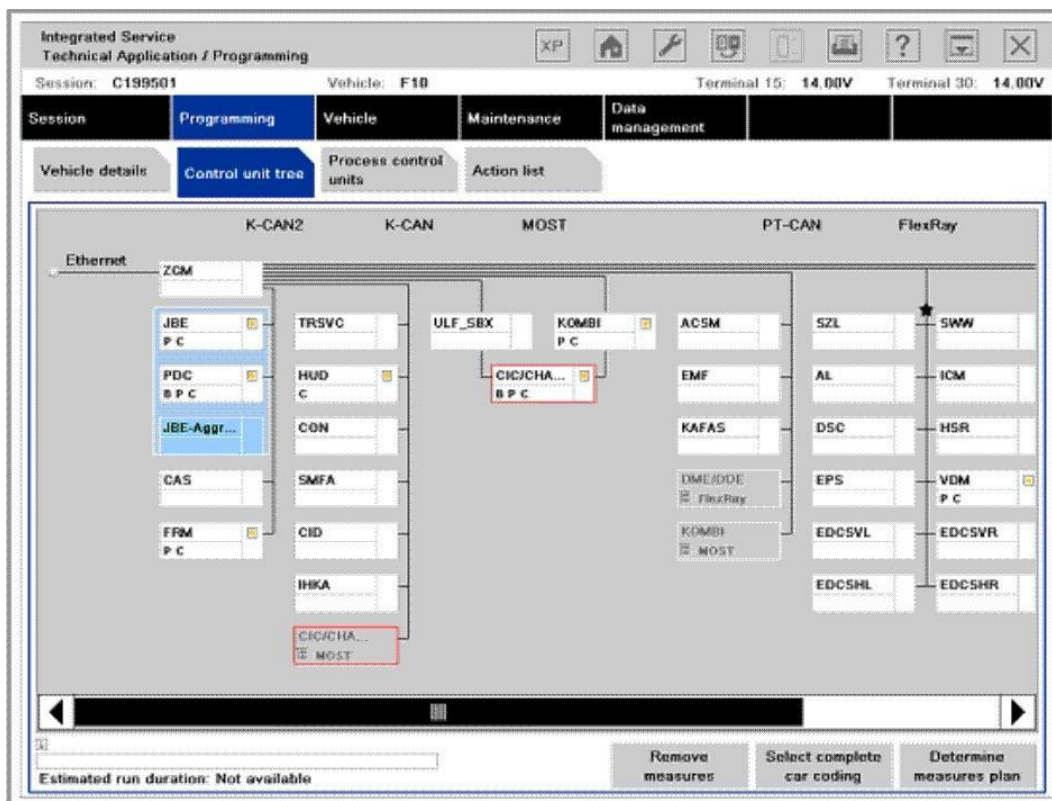 Integrated Service
Technical Application / Programming
XP
?
Session: C199501 Vehicle: F10 Terminal 15: 14.00V Terminal 30: 14.00V
Session Programming Vehicle Maintenance Data management
Vehicle details Control unit tree Process control units Action list
K-CAN2 K-CAN MOST PT-CAN FlexRay
Ethernet
ZGM
JBE TRSVC ULF_SBX KOMBI ACSM SZL SWW
P C P C
PDC HUD CIC/CHA... EMF AL ICM
B P C C B P C
JBE-Aggr... CON KAFAS DSC HSR
CAS SMFA DME/DDE EPS VDM
FlexRay P C
FRM CID KOMBI EDCSVL EDCSVR
P C MOST
IHKA EDCSHL EDCSHR
CIC/CHA...
MOST
Estimated run duration: Not available
Remove measures
Select complete car coding
Determine measures plan